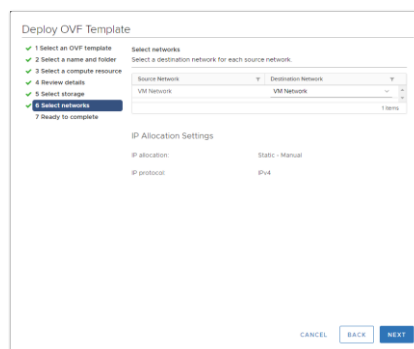 Deploy OVF Template
1 Select an OVF template
2 Select a name and folder
3 Select a compute resource
4 Review details
5 Select storage
6 Select networks
7 Ready to complete
Select networks
Select a destination network for each source network.
Source Network Destination Network
VM Network VM Network
1 items
IP Allocation Settings
IP allocation: Static - Manual
IP protocol: IPv4
CANCEL BACK NEXT